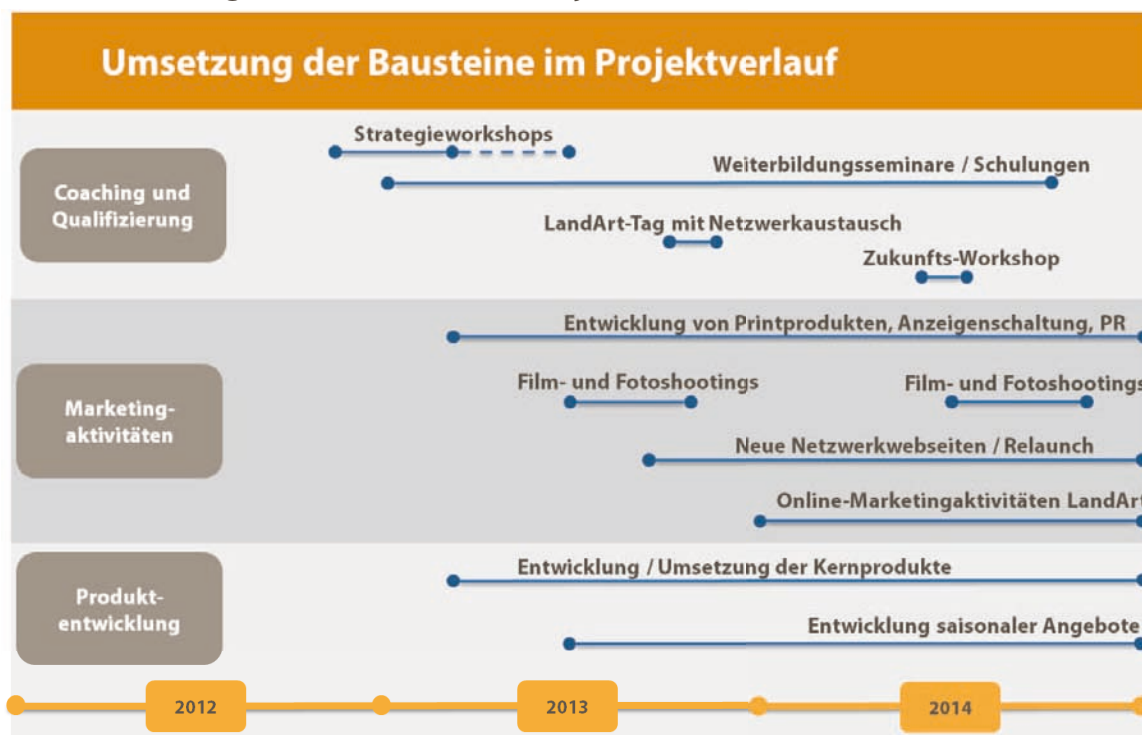 Umsetzung der Bausteine im Projektverlauf
Coaching und
Qualifizierung
Strategieworkshops
Weiterbildungsseminare / Schulungen
LandArt-Tag mit Netzwerkaustausch
Zukunfts-Workshop
Marketing-
aktivitäten
Entwicklung von Printprodukten, Anzeigenschaltung, PR
Film- und Fotoshootings
Film- und Fotoshootings
Neue Netzwerkwebseiten / Relaunch
Online-Marketingaktivitäten LandArt
Produkt-
entwicklung
Entwicklung / Umsetzung der Kernprodukte
Entwicklung saisonaler Angebote
2012
2013
2014